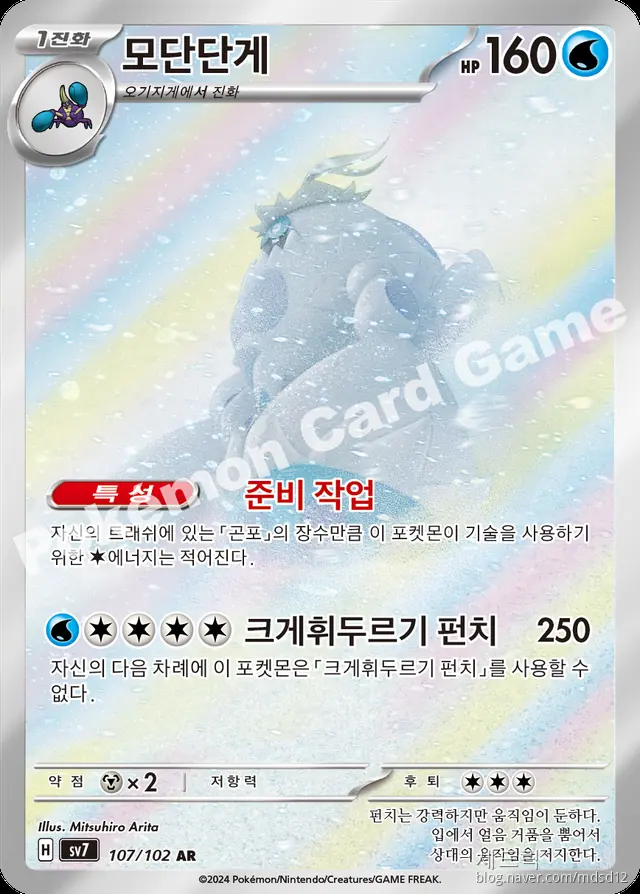 1진화
모단단게
HP 160
오기지게에서 진화
Pokémon Card Game
특성 준비 작업
자신의 트래쉬에 있는 「곤포」의 장수만큼 이 포켓몬이 기술을 사용하기
위한 에너지는 적어진다.
크게휘두르기 펀치 250
자신의 다음 차례에 이 포켓몬은 「크게휘두르기 펀치」를 사용할 수
없다.
약점 ×2 저항력 후퇴
펀치는 강력하지만 움직임이 둔하다.
입에서 얼음 거품을 뿜어서
상대의 움직임을 저지한다.
Illus. Mitsuhiro Arita
H sv7 107/102 AR
©2024 Pokémon/Nintendo/Creatures/GAME FREAK.
blog.naver.com/mdsd12